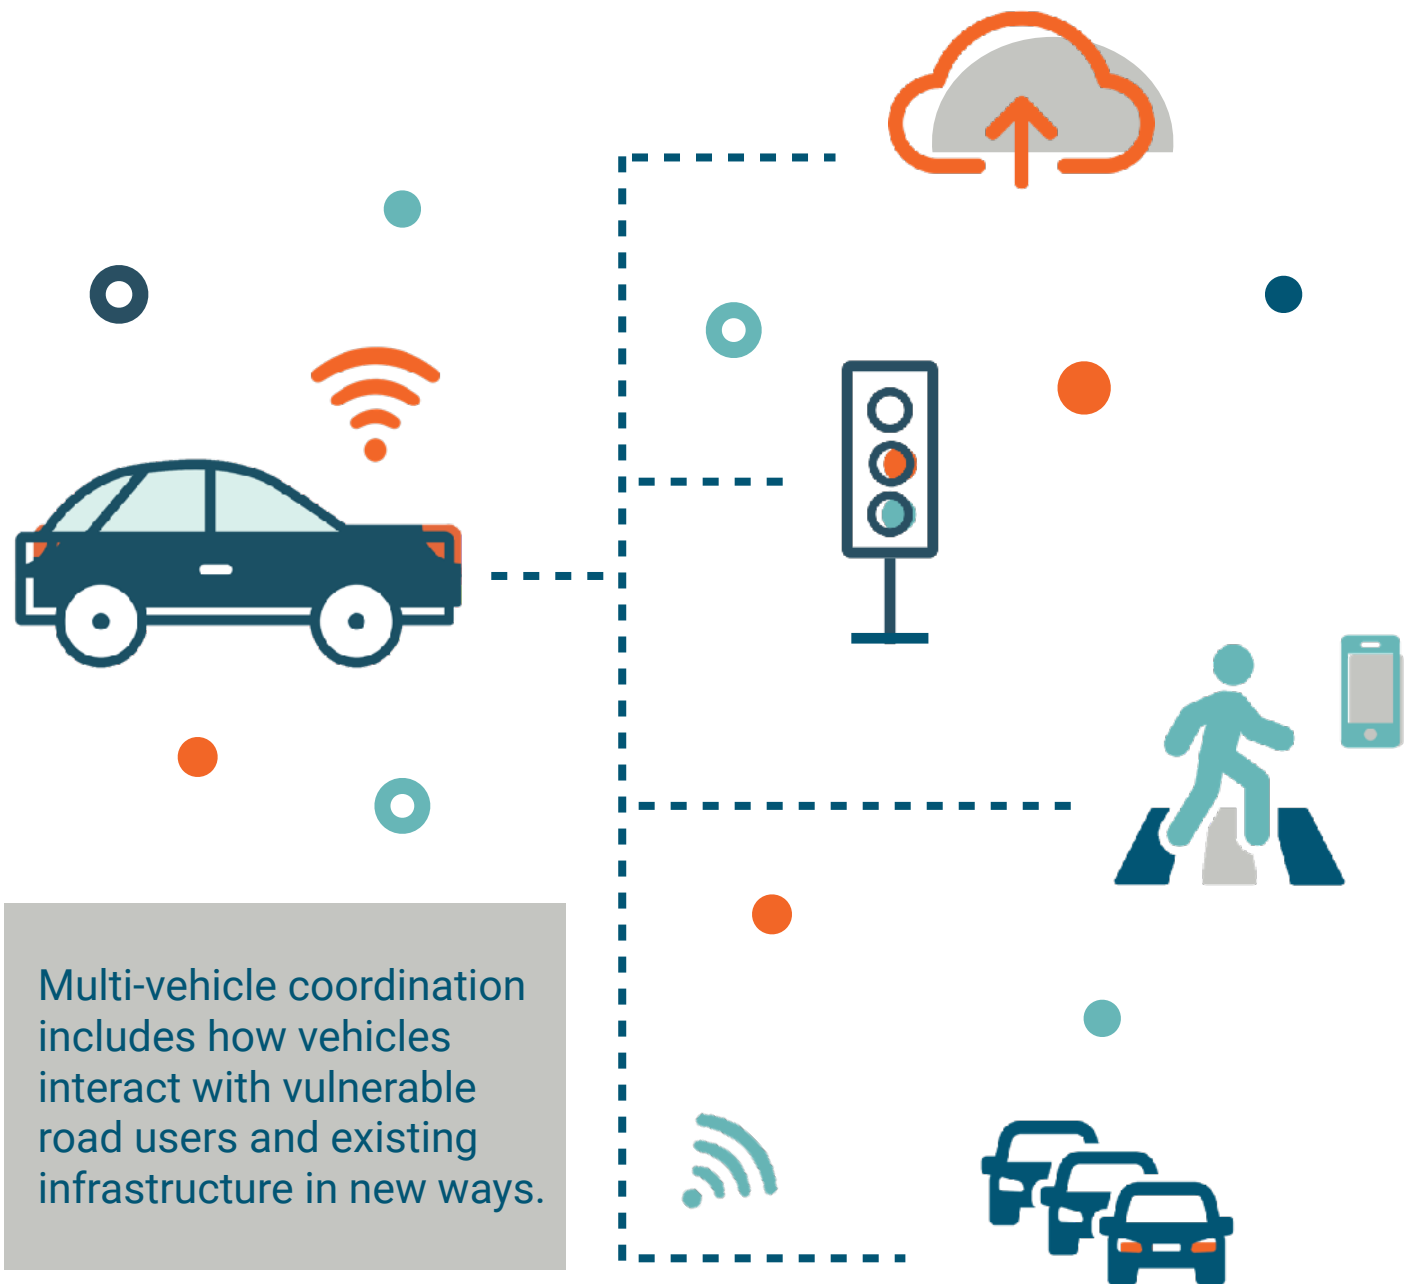 Multi-vehicle coordination
includes how vehicles
interact with vulnerable
road users and existing
infrastructure in new ways.